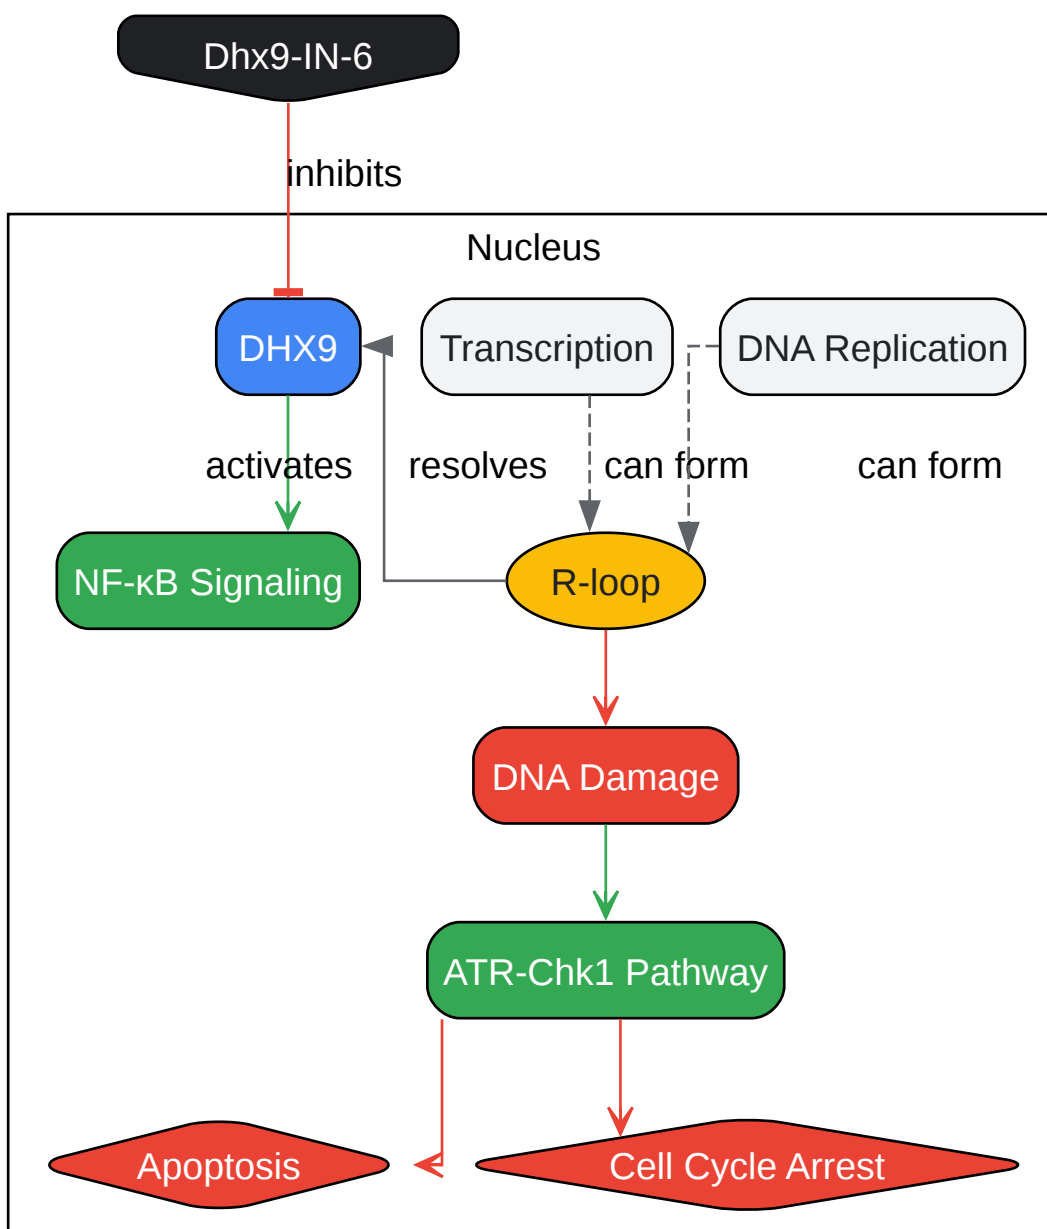 Dhx9-IN-6
inhibits
Nucleus
DHX9
Transcription
DNA Replication
activates
resolves
can form
can form
NF-κB Signaling
R-loop
DNA Damage
ATR-Chk1 Pathway
Apoptosis
Cell Cycle Arrest